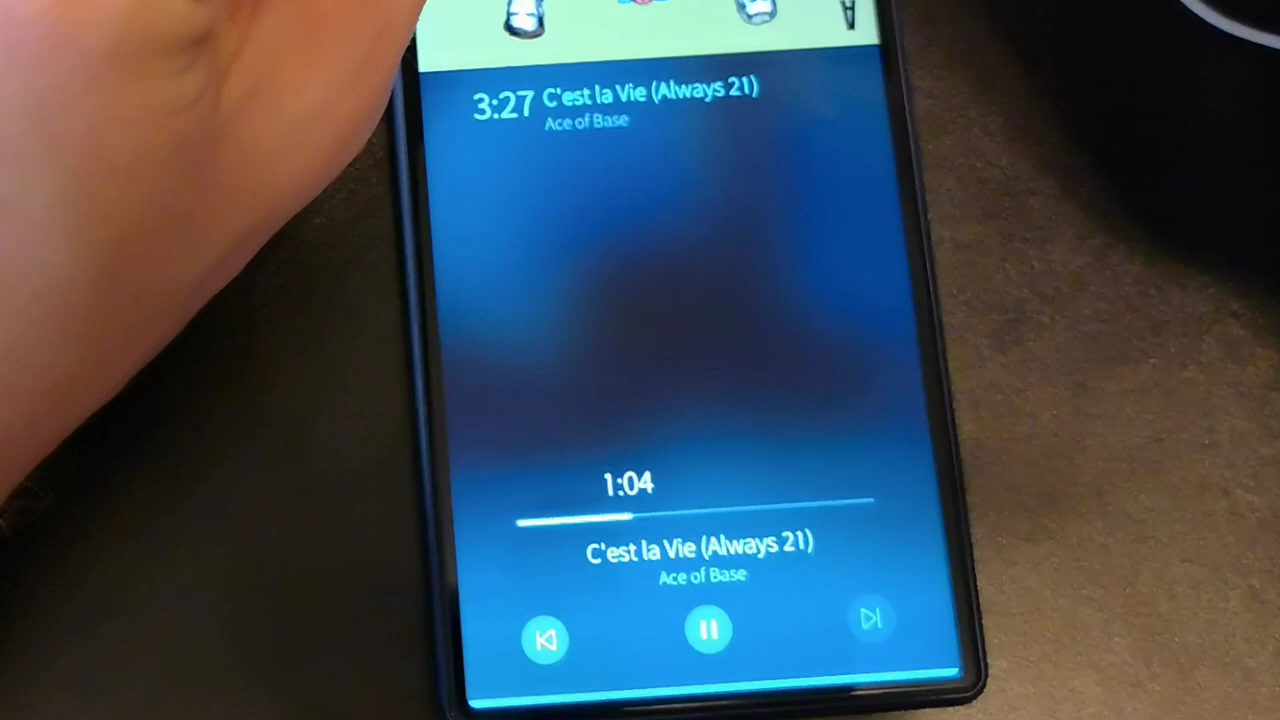 A
3:27 C'est la Vie (Always 21)
Ace of Base
1:04
C'est la Vie (Always 21)
Ace of Base